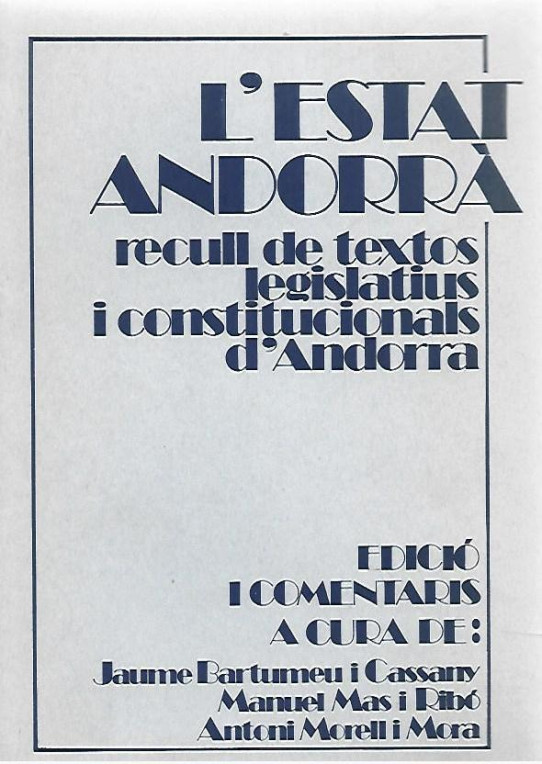 L'ESTAT
ANDORRÀ
recull de textos
legislatius
i constitucionals
d'Andorra
EDICIÓ
I COMENTARIS
A CURA DE:
Jaume Bartumeu i Cassany
Manuel Mas i Ribó
Antoni Morell i Mora